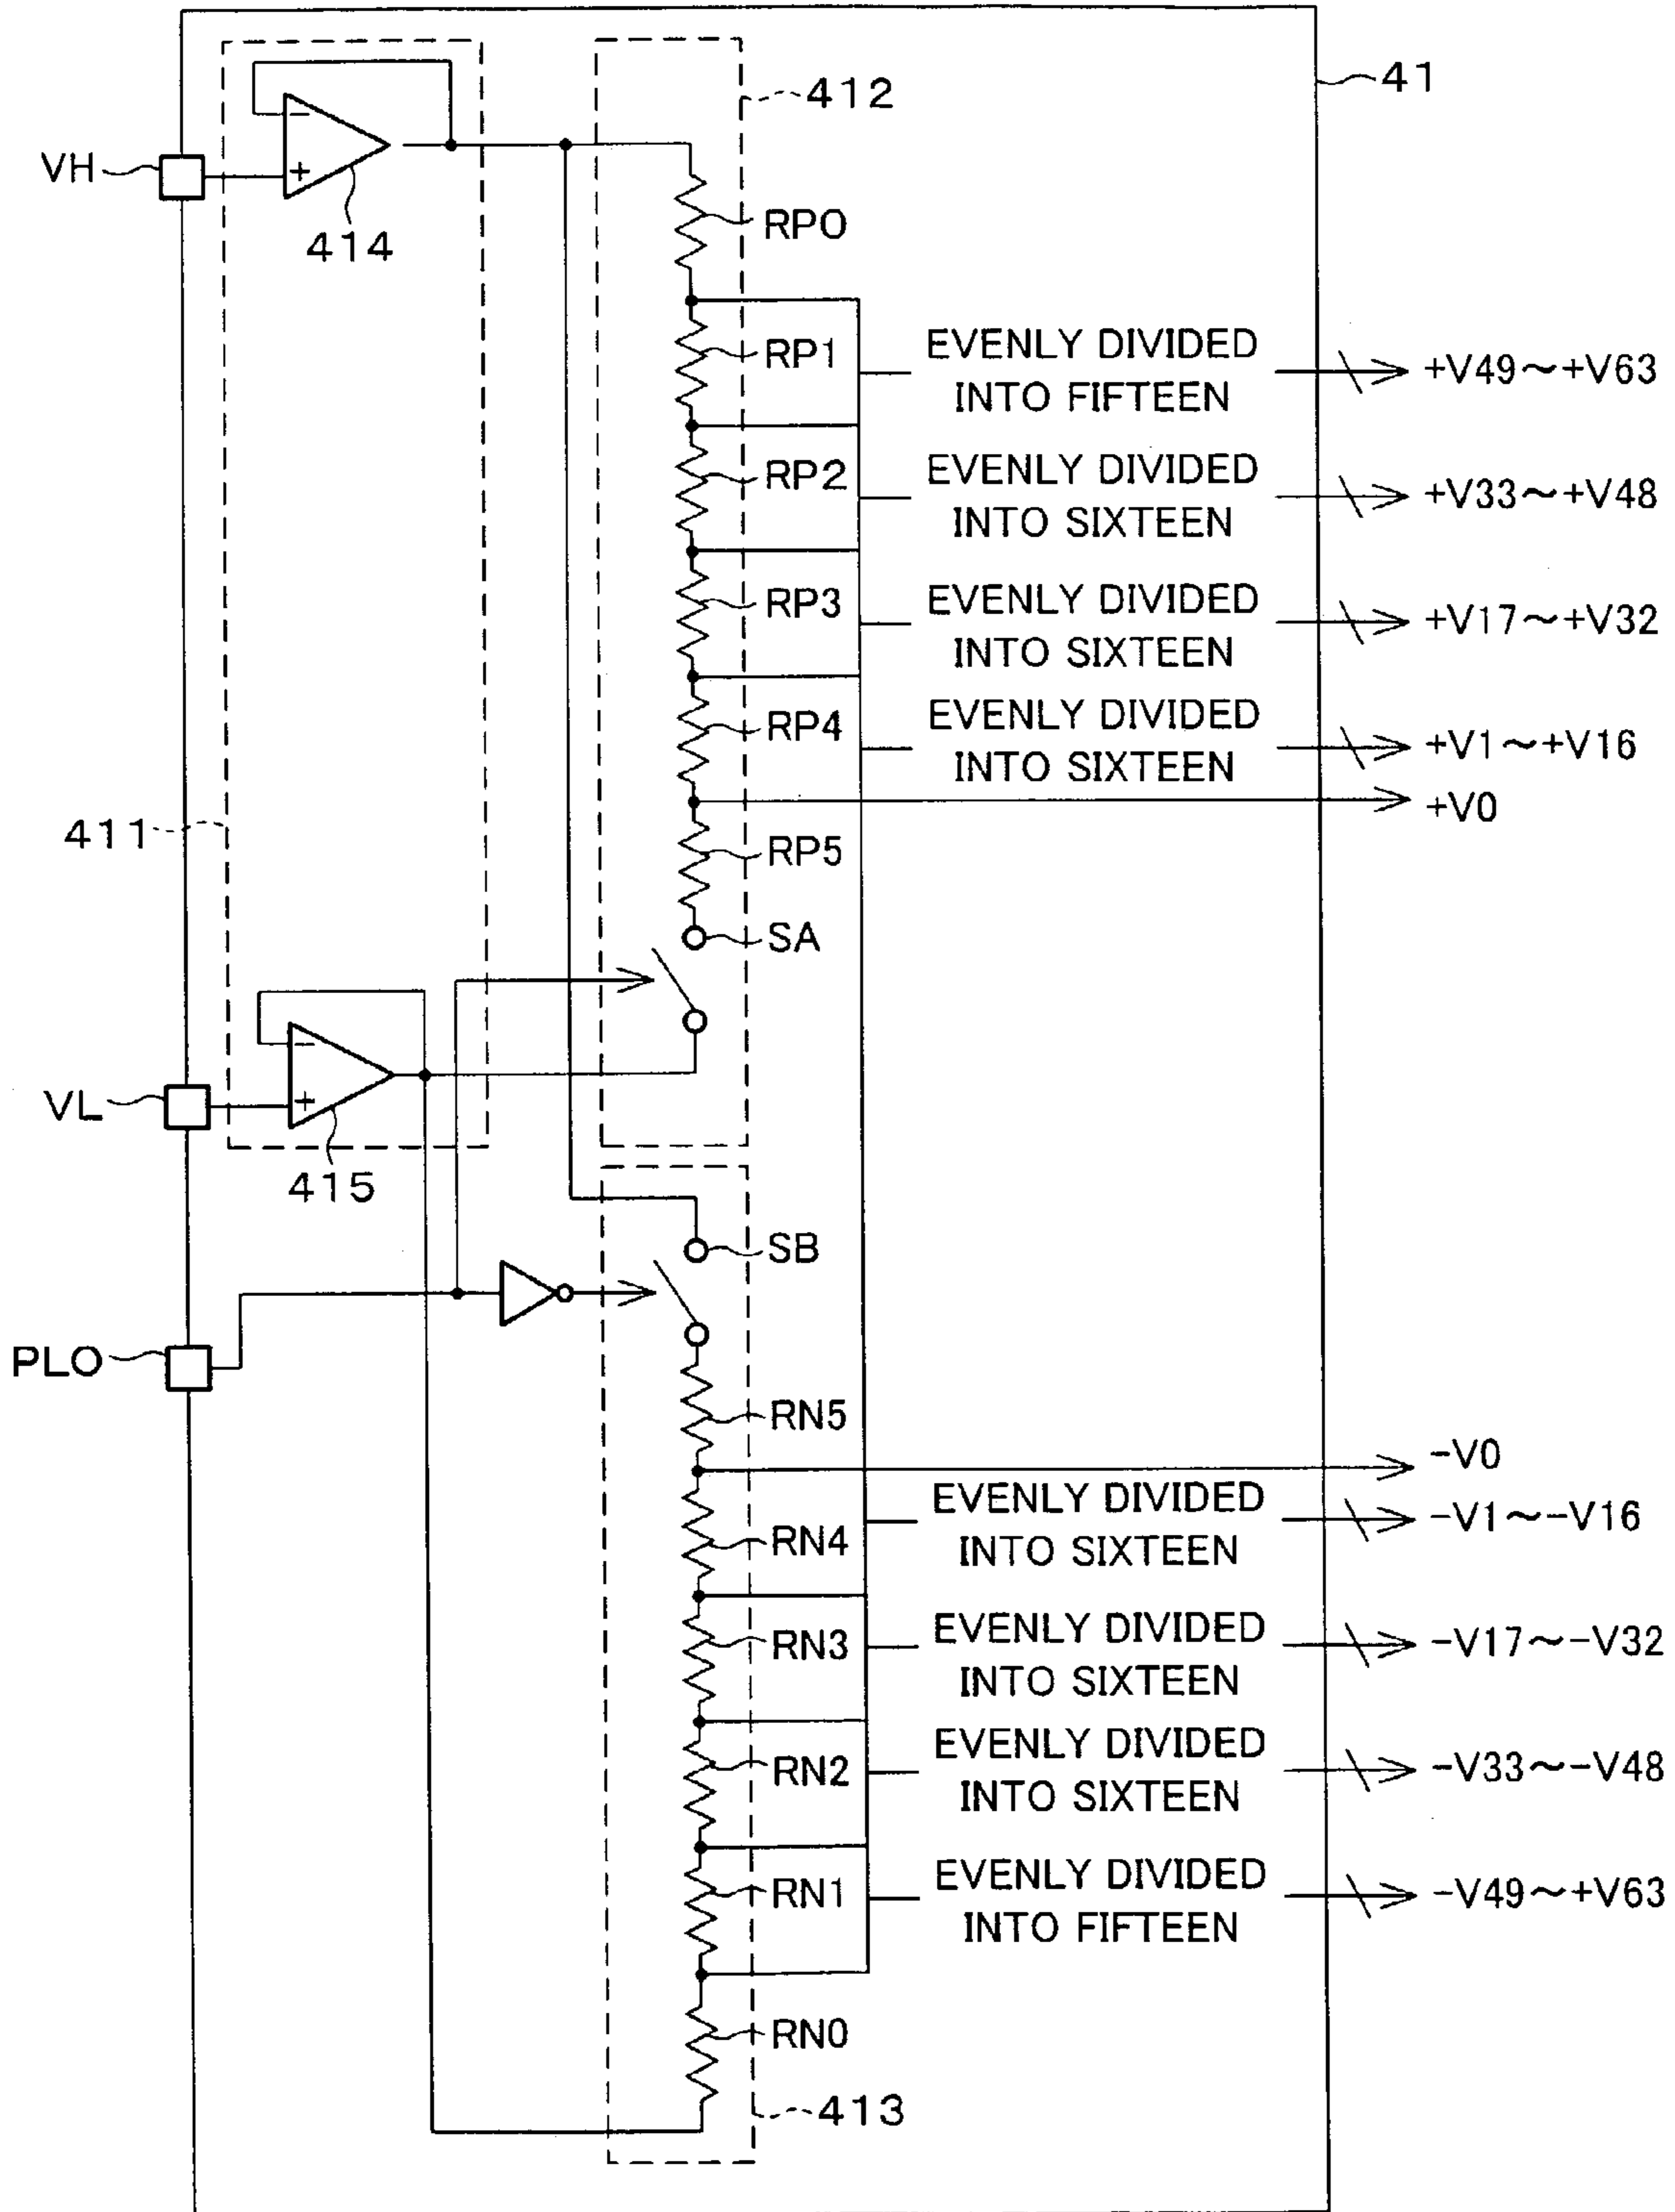 41
412
VH
−
+
414
RP0
RP1
EVENLY DIVIDED
INTO FIFTEEN
+V49~+V63
RP2
EVENLY DIVIDED
INTO SIXTEEN
+V33~+V48
RP3
EVENLY DIVIDED
INTO SIXTEEN
+V17~+V32
RP4
EVENLY DIVIDED
INTO SIXTEEN
+V1~+V16
+V0
411
RP5
SA
−
+
VL
415
SB
PLO
RN5
−V0
RN4
EVENLY DIVIDED
INTO SIXTEEN
−V1~−V16
RN3
EVENLY DIVIDED
INTO SIXTEEN
−V17~−V32
RN2
EVENLY DIVIDED
INTO SIXTEEN
−V33~−V48
RN1
EVENLY DIVIDED
INTO FIFTEEN
−V49~+V63
RN0
413